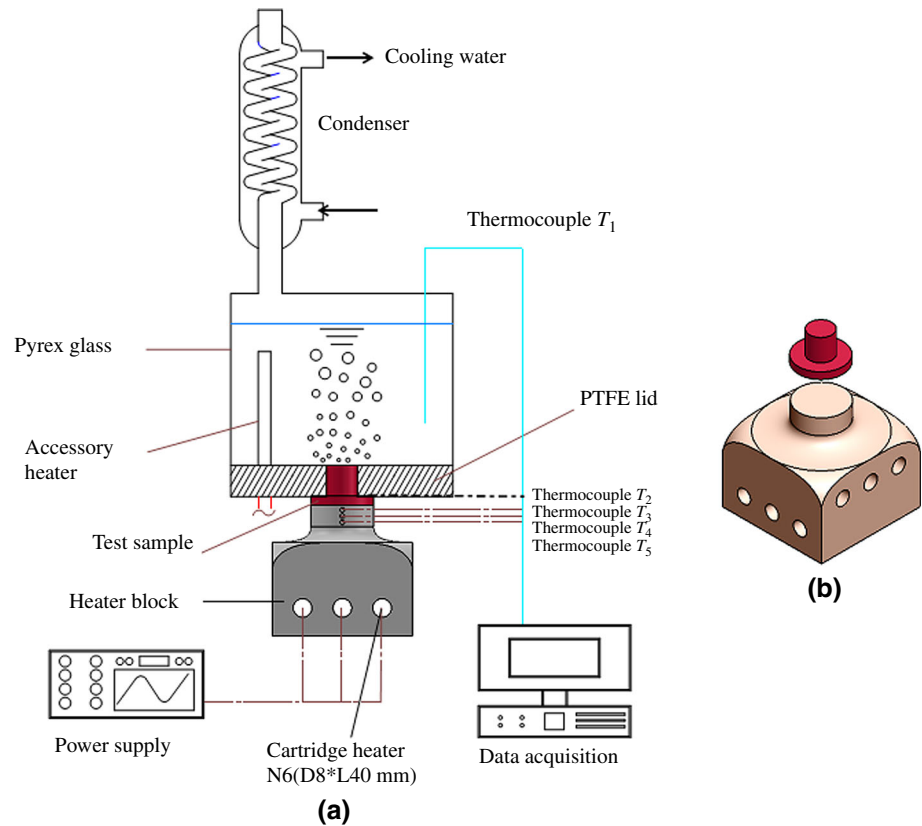 Cooling water
Condenser
Thermocouple T1
Pyrex glass
PTFE lid
Accessory
heater
Thermocouple T2
Thermocouple T3
Thermocouple T4
Thermocouple T5
Test sample
Heater block
(b)
Power supply
Cartridge heater
N6(D8*L40 mm)
Data acquisition
(a)